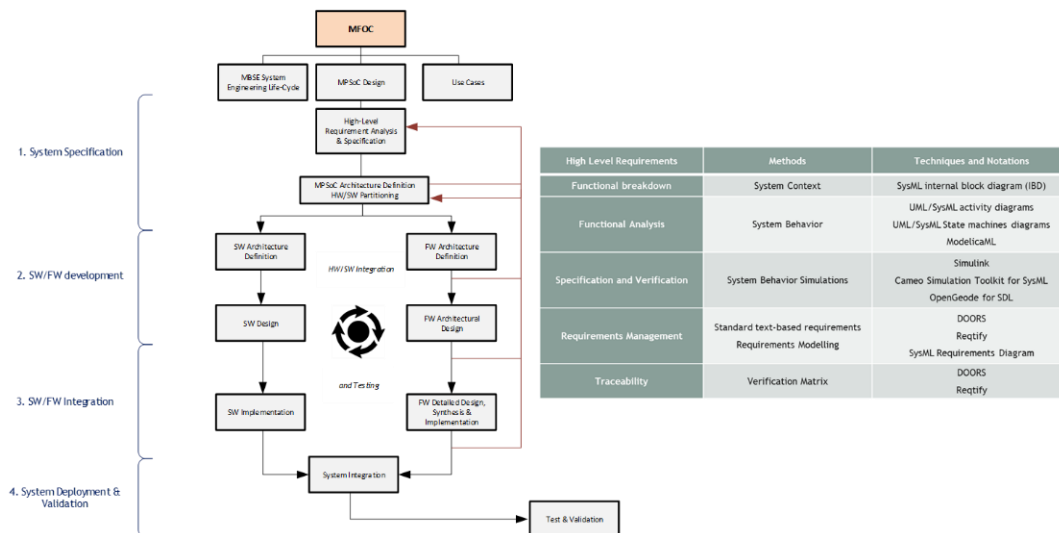 MFOC
MBSE System
Engineering Life-Cycle
MPSoC Design
Use Cases
1. System Specification
High-Level
Requirement Analysis
& Specification
MPSoC Architecture Definition
HW/SW Partitioning
2. SW/FW development
SW Architecture
Definition
FW Architecture
Definition
HW/SW Integration
SW Design
FW Architectural
Design
and Testing
3. SW/FW Integration
SW Implementation
FW Detailed Design,
Synthesis &
Implementation
4. System Deployment &
Validation
System Integration
Test & Validation
High Level Requirements
Methods
Techniques and Notations
Functional breakdown
System Context
SysML internal block diagram (IBD)
Functional Analysis
System Behavior
UML/SysML activity diagrams
UML/SysML State machines diagrams
ModelicaML
Specification and Verification
System Behavior Simulations
Simulink
Cameo Simulation Toolkit for SysML
OpenGeode for SDL
Requirements Management
Standard text-based requirements
Requirements Modelling
DOORS
Reqtify
SysML Requirements Diagram
Traceability
Verification Matrix
DOORS
Reqtify